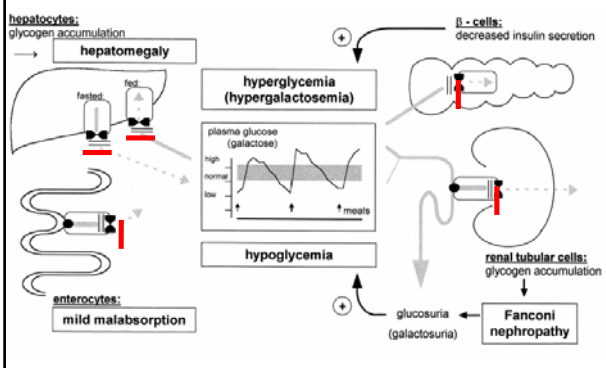 hepatocytes:
glycogen accumulation
→ hepatomegaly
fasted:
fed:
β - cells:
decreased insulin secretion
+
hyperglycemia
(hypergalactosemia)
plasma glucose
(galactose)
high
normal
low
meals
hypoglycemia
enterocytes:
mild malabsorption
renal tubular cells:
glycogen accumulation
+
glucosuria
(galactosuria)
Fanconi
nephropathy